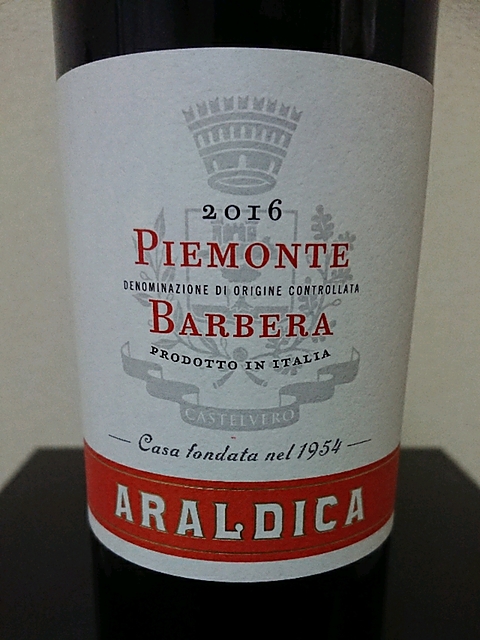 2016
PIEMONTE
DENOMINAZIONE DI ORIGINE CONTROLLATA
BARBERA
PRODOTTO IN ITALIA
CASTELVERO
Casa fondata nel 1954
ARALDICA